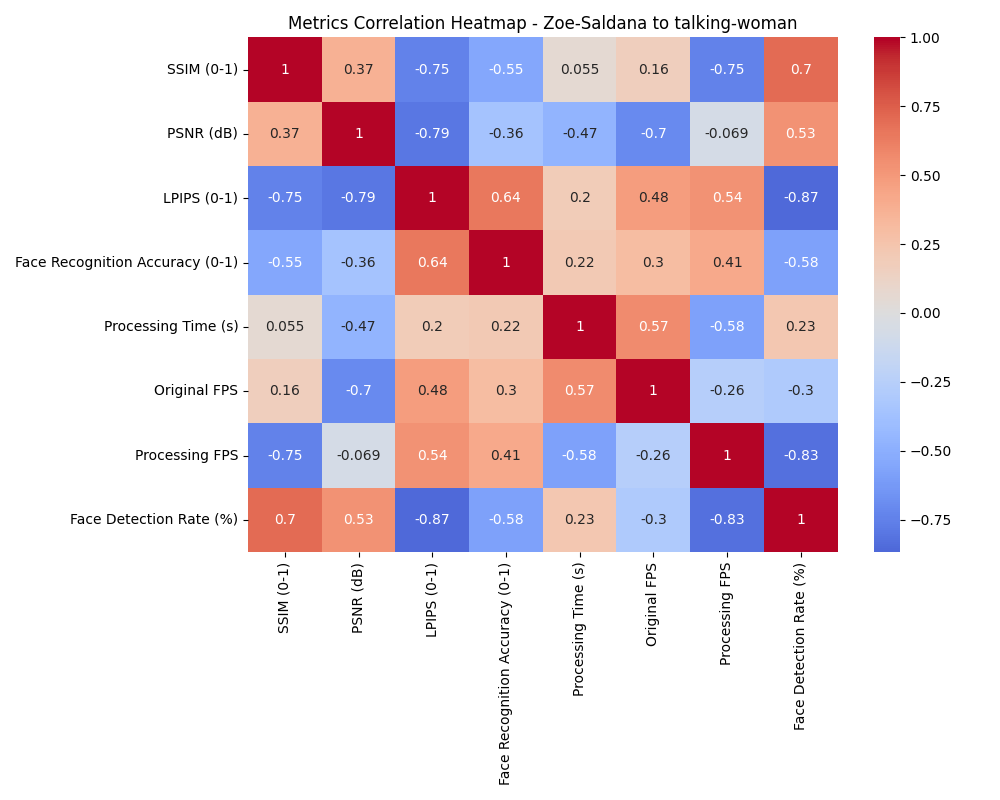 Metrics Correlation Heatmap - Zoe-Saldana to talking-woman
SSIM (0-1) 1 0.37 -0.75 -0.55 0.055 0.16 -0.75 0.7
PSNR (dB) 0.37 1 -0.79 -0.36 -0.47 -0.7 -0.069 0.53
LPIPS (0-1) -0.75 -0.79 1 0.64 0.2 0.48 0.54 -0.87
Face Recognition Accuracy (0-1) -0.55 -0.36 0.64 1 0.22 0.3 0.41 -0.58
Processing Time (s) 0.055 -0.47 0.2 0.22 1 0.57 -0.58 0.23
Original FPS 0.16 -0.7 0.48 0.3 0.57 1 -0.26 -0.3
Processing FPS -0.75 -0.069 0.54 0.41 -0.58 -0.26 1 -0.83
Face Detection Rate (%) 0.7 0.53 -0.87 -0.58 0.23 -0.3 -0.83 1
SSIM (0-1)
PSNR (dB)
LPIPS (0-1)
Face Recognition Accuracy (0-1)
Processing Time (s)
Original FPS
Processing FPS
Face Detection Rate (%)
1.00
0.75
0.50
0.25
0.00
−0.25
−0.50
−0.75